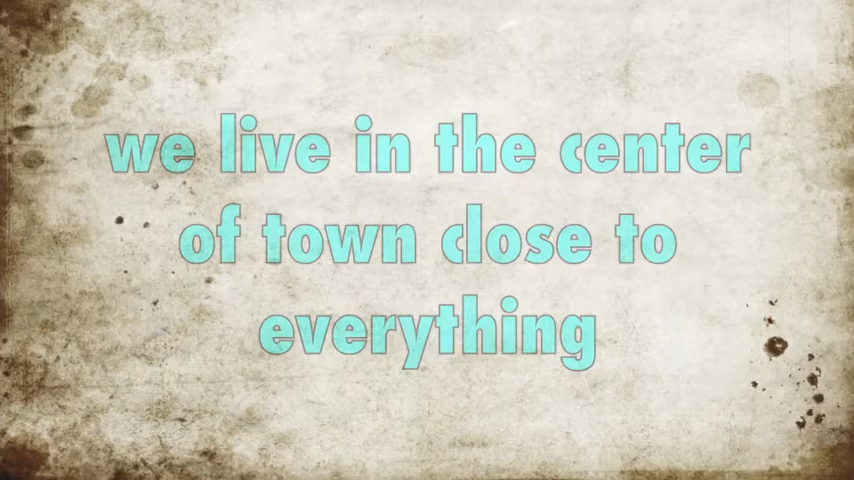 we live in the center
of town close to
everything